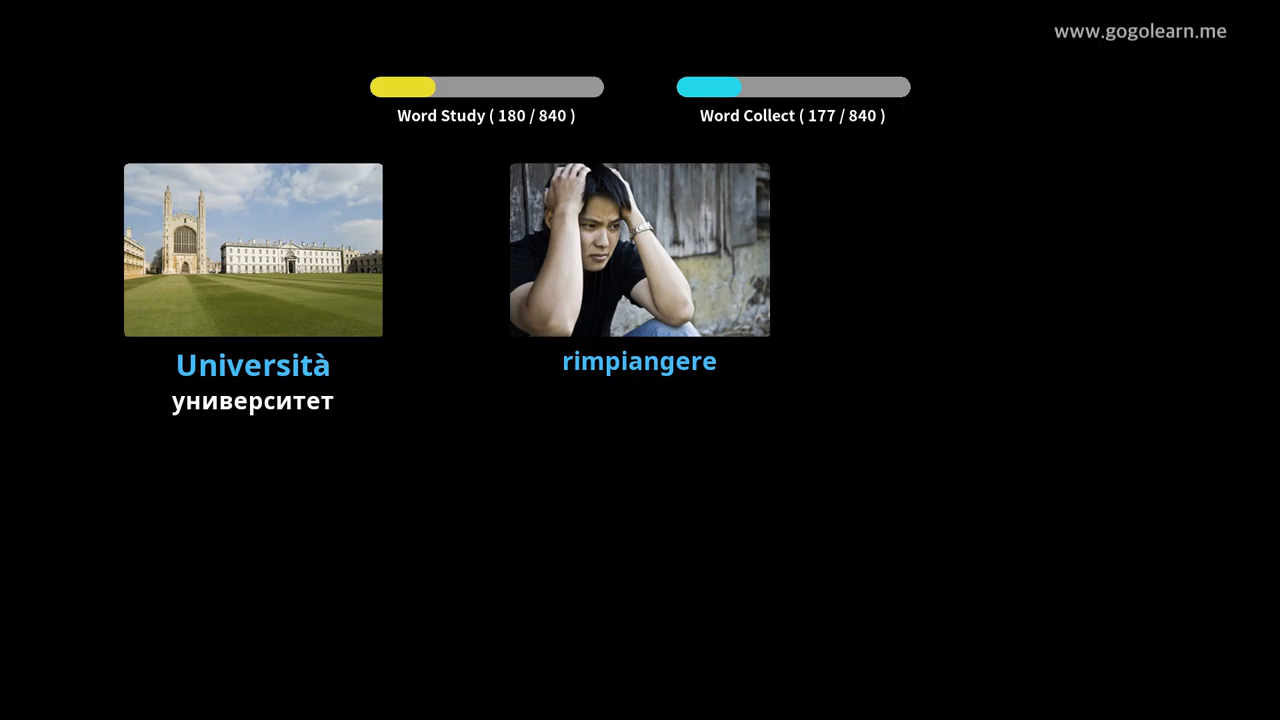 www.gogolearn.me
Word Study ( 180 / 840 )
Word Collect ( 177 / 840 )
Università
университет
rimpiangere